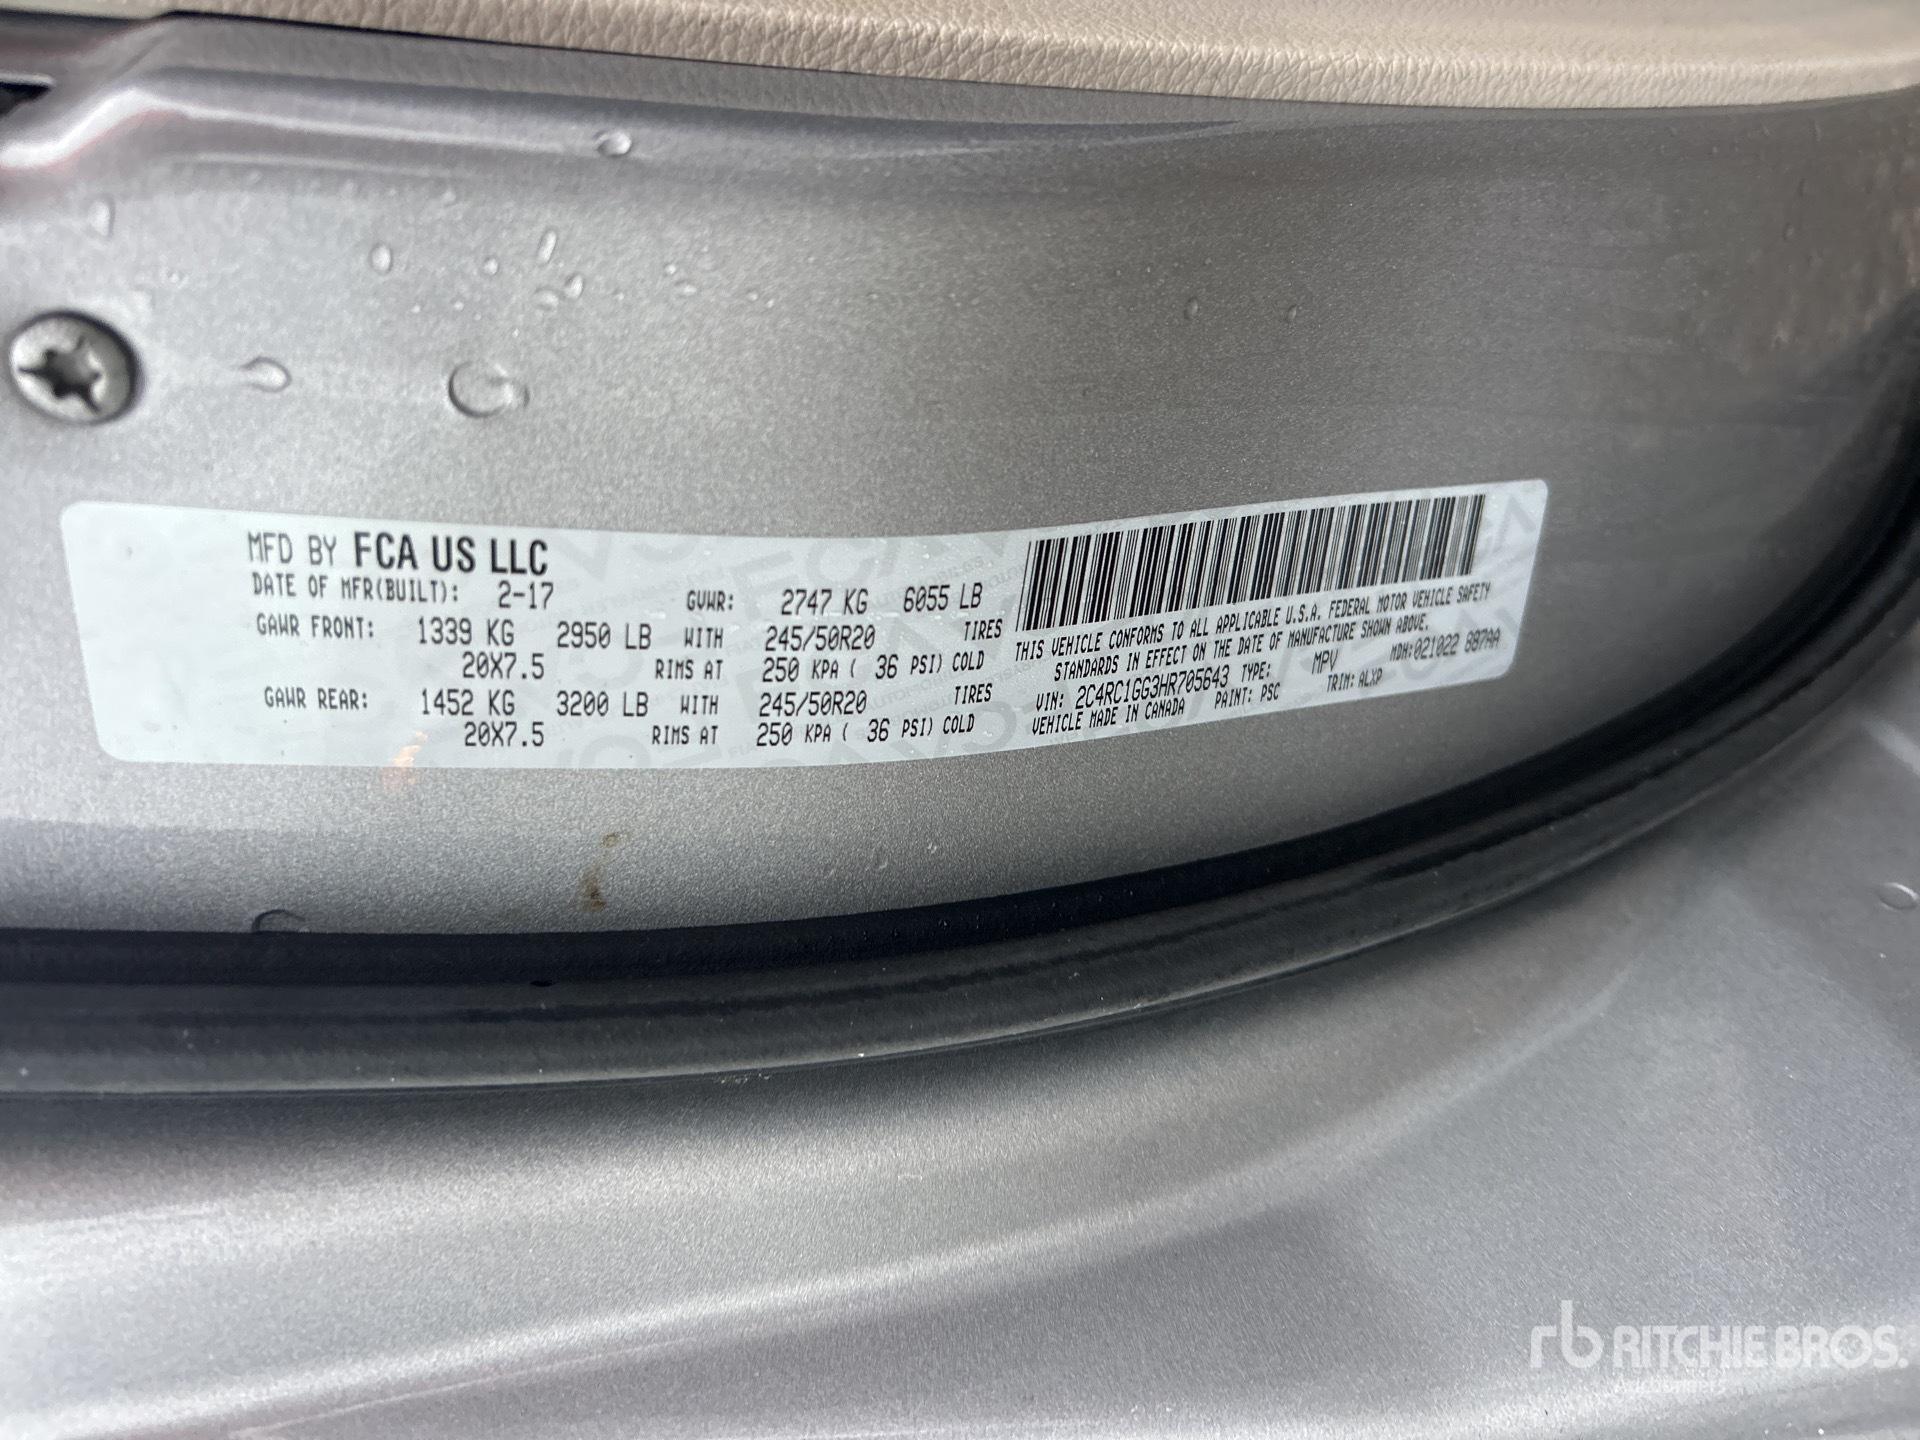 MFD BY FCA US LLC
DATE OF MFR(BUILT): 2-17 GVWR: 2747 KG 6055 LB
GAWR FRONT: 1339 KG 2950 LB WITH 245/50R20 TIRES
20X7.5 RIMS AT 250 KPA ( 36 PSI) COLD
GAWR REAR: 1452 KG 3200 LB WITH 245/50R20 TIRES
20X7.5 RIMS AT 250 KPA ( 36 PSI) COLD
THIS VEHICLE CONFORMS TO ALL APPLICABLE U.S.A. FEDERAL MOTOR VEHICLE SAFETY
STANDARDS IN EFFECT ON THE DATE OF MANUFACTURE SHOWN ABOVE.
VIN: 2C4RC1GG3HR705643 TYPE: MPV MDH:021022 887AA
VEHICLE MADE IN CANADA PAINT: PSC TRIM: ALXP
rb RITCHIE BROS.
Auctioneers